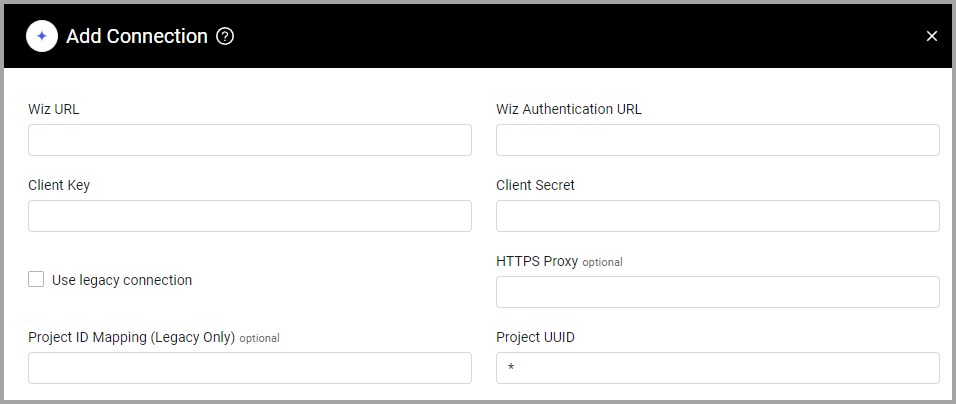 Add Connection ?
Wiz URL
Wiz Authentication URL
Client Key
Client Secret
Use legacy connection
HTTPS Proxy optional
Project ID Mapping (Legacy Only) optional
Project UUID
*